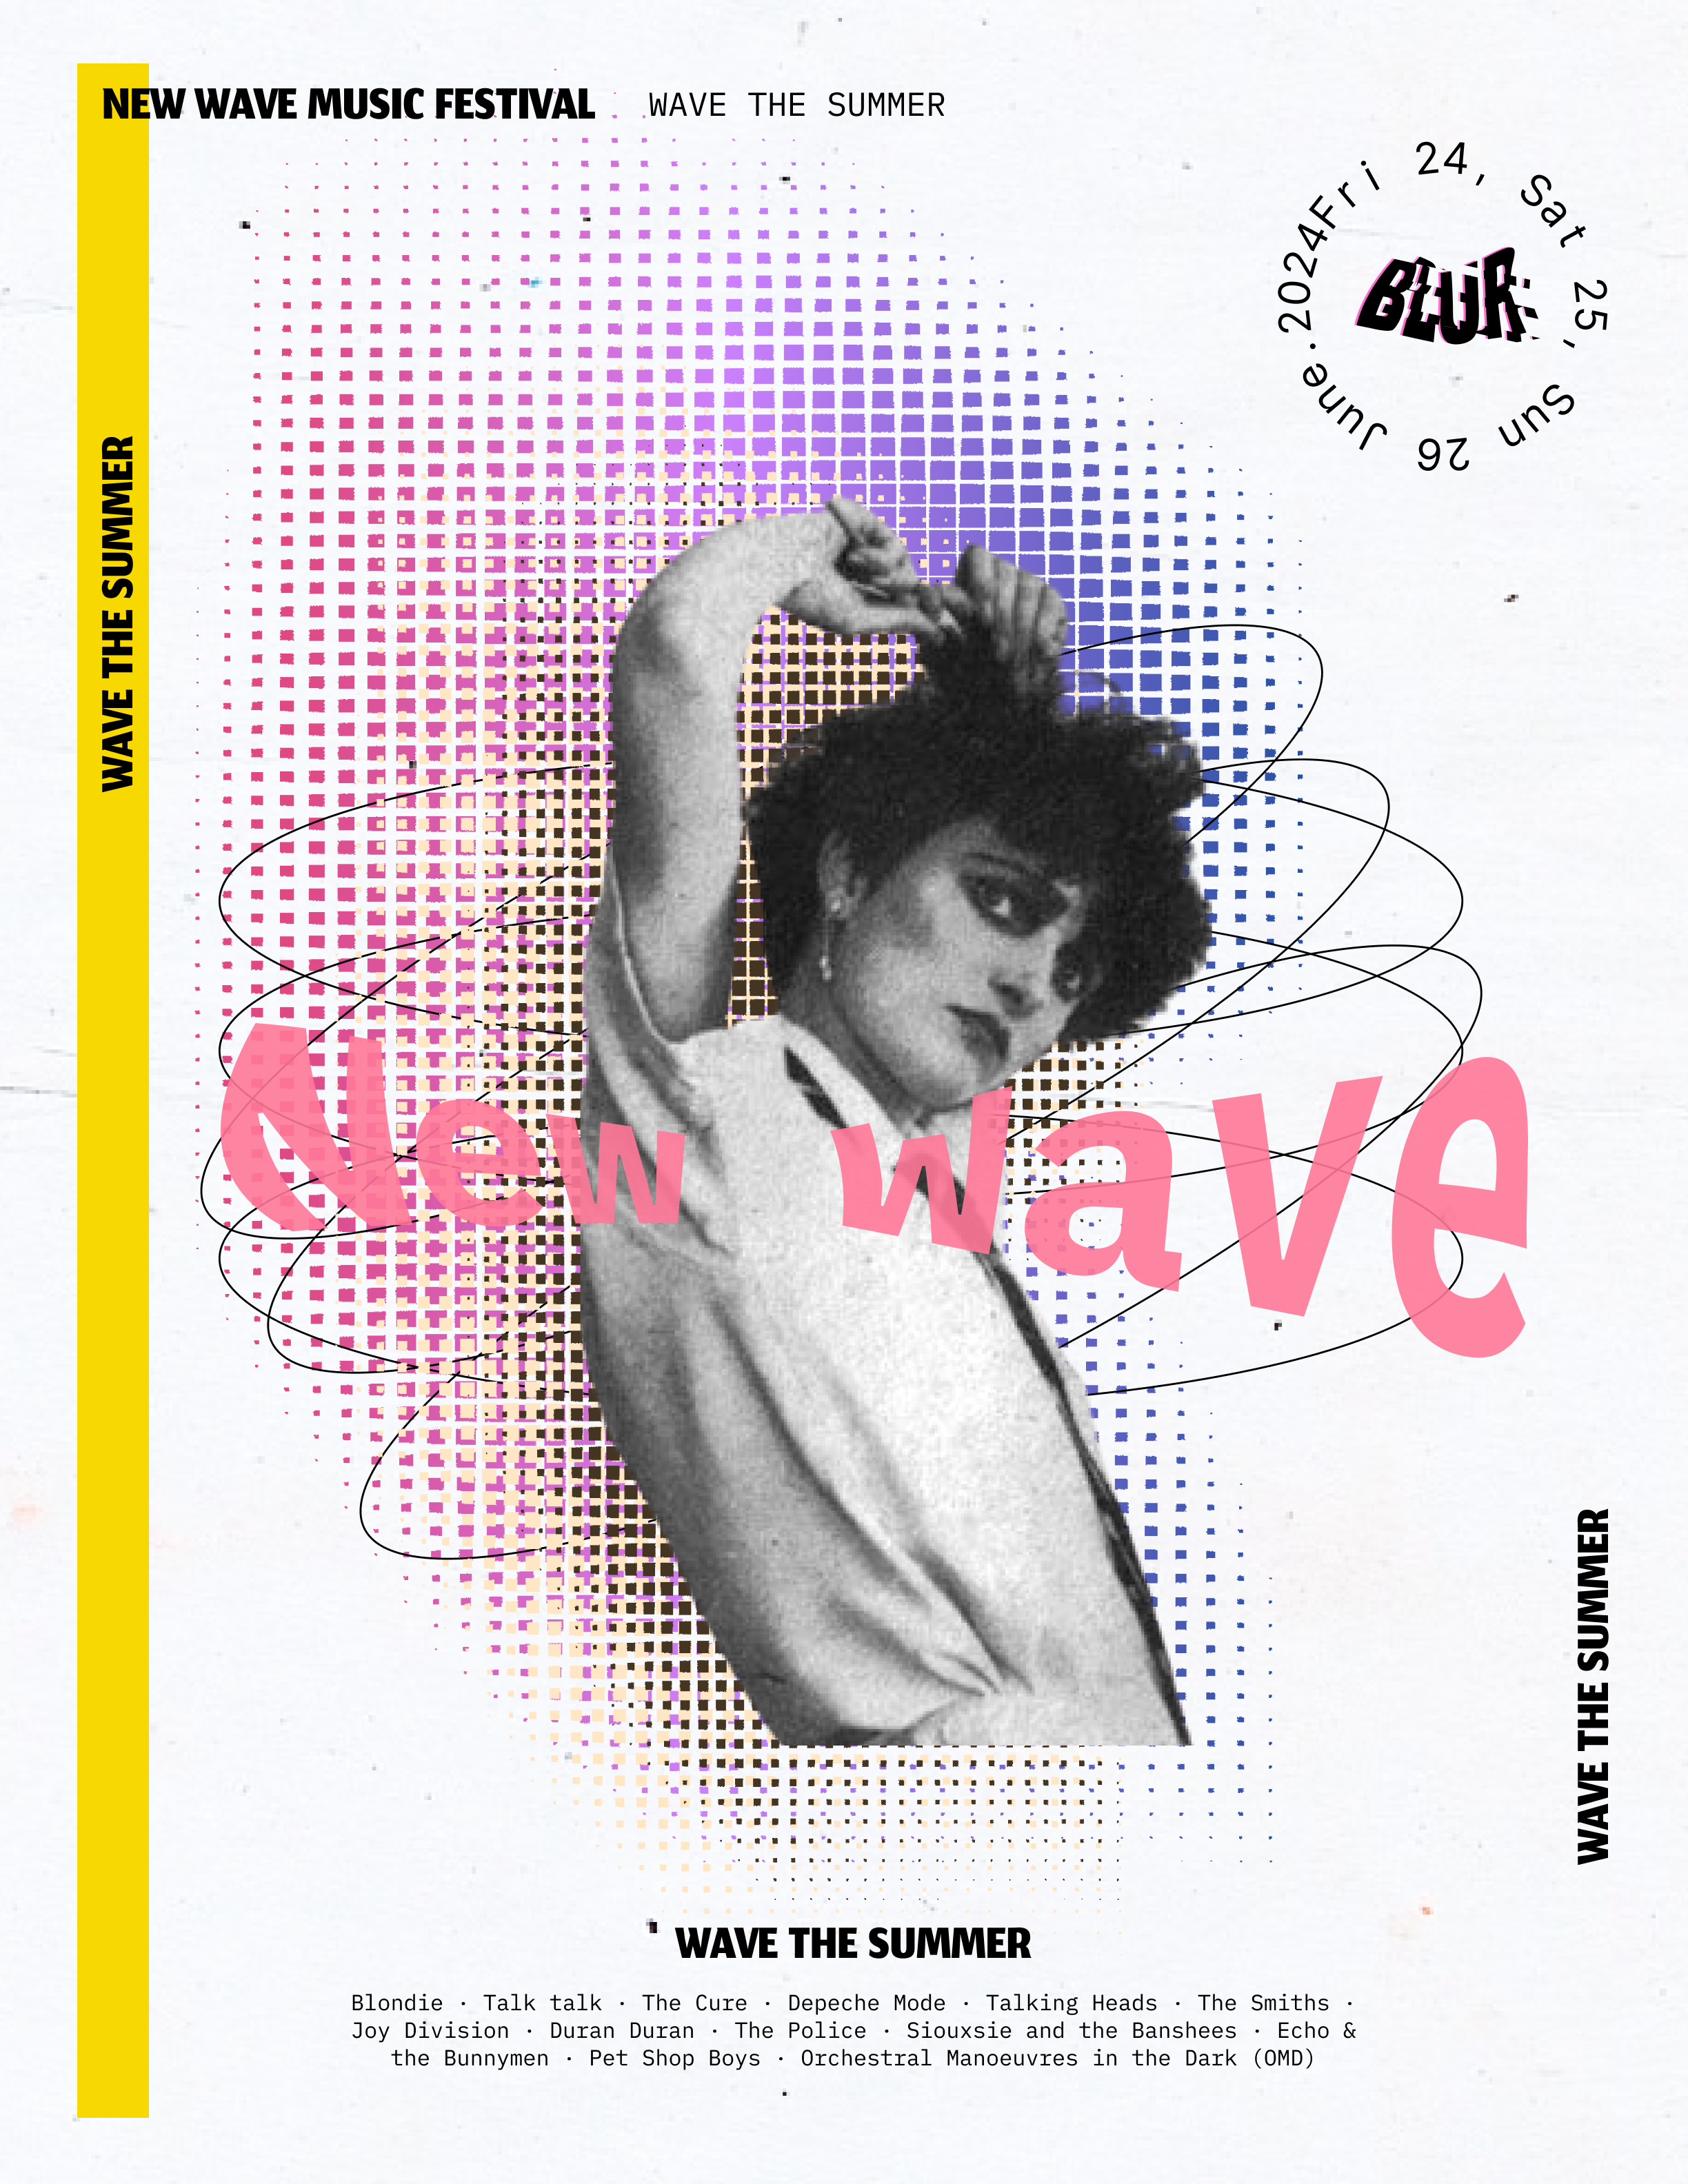 NEW WAVE MUSIC FESTIVAL WAVE THE SUMMER
Fri 24, Sat 25, Sun 26 June.2024
BLUR
WAVE THE SUMMER
New wave
WAVE THE SUMMER
WAVE THE SUMMER
Blondie · Talk talk · The Cure · Depeche Mode · Talking Heads · The Smiths ·
Joy Division · Duran Duran · The Police · Siouxsie and the Banshees · Echo &
the Bunnymen · Pet Shop Boys · Orchestral Manoeuvres in the Dark (OMD)